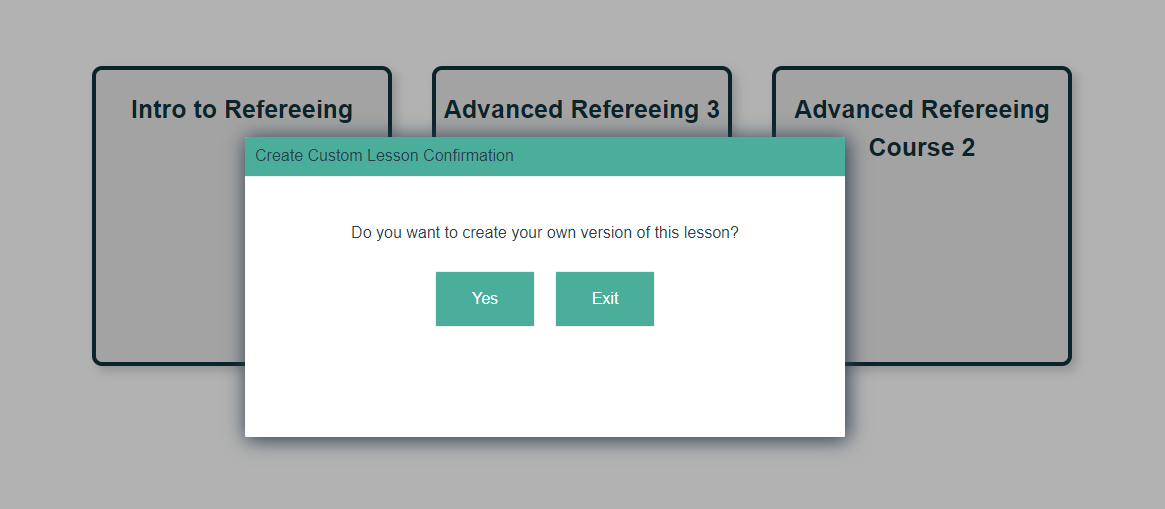 Intro to Refereeing
Advanced Refereeing 3
Advanced Refereeing
Course 2
Create Custom Lesson Confirmation
Do you want to create your own version of this lesson?
Yes
Exit